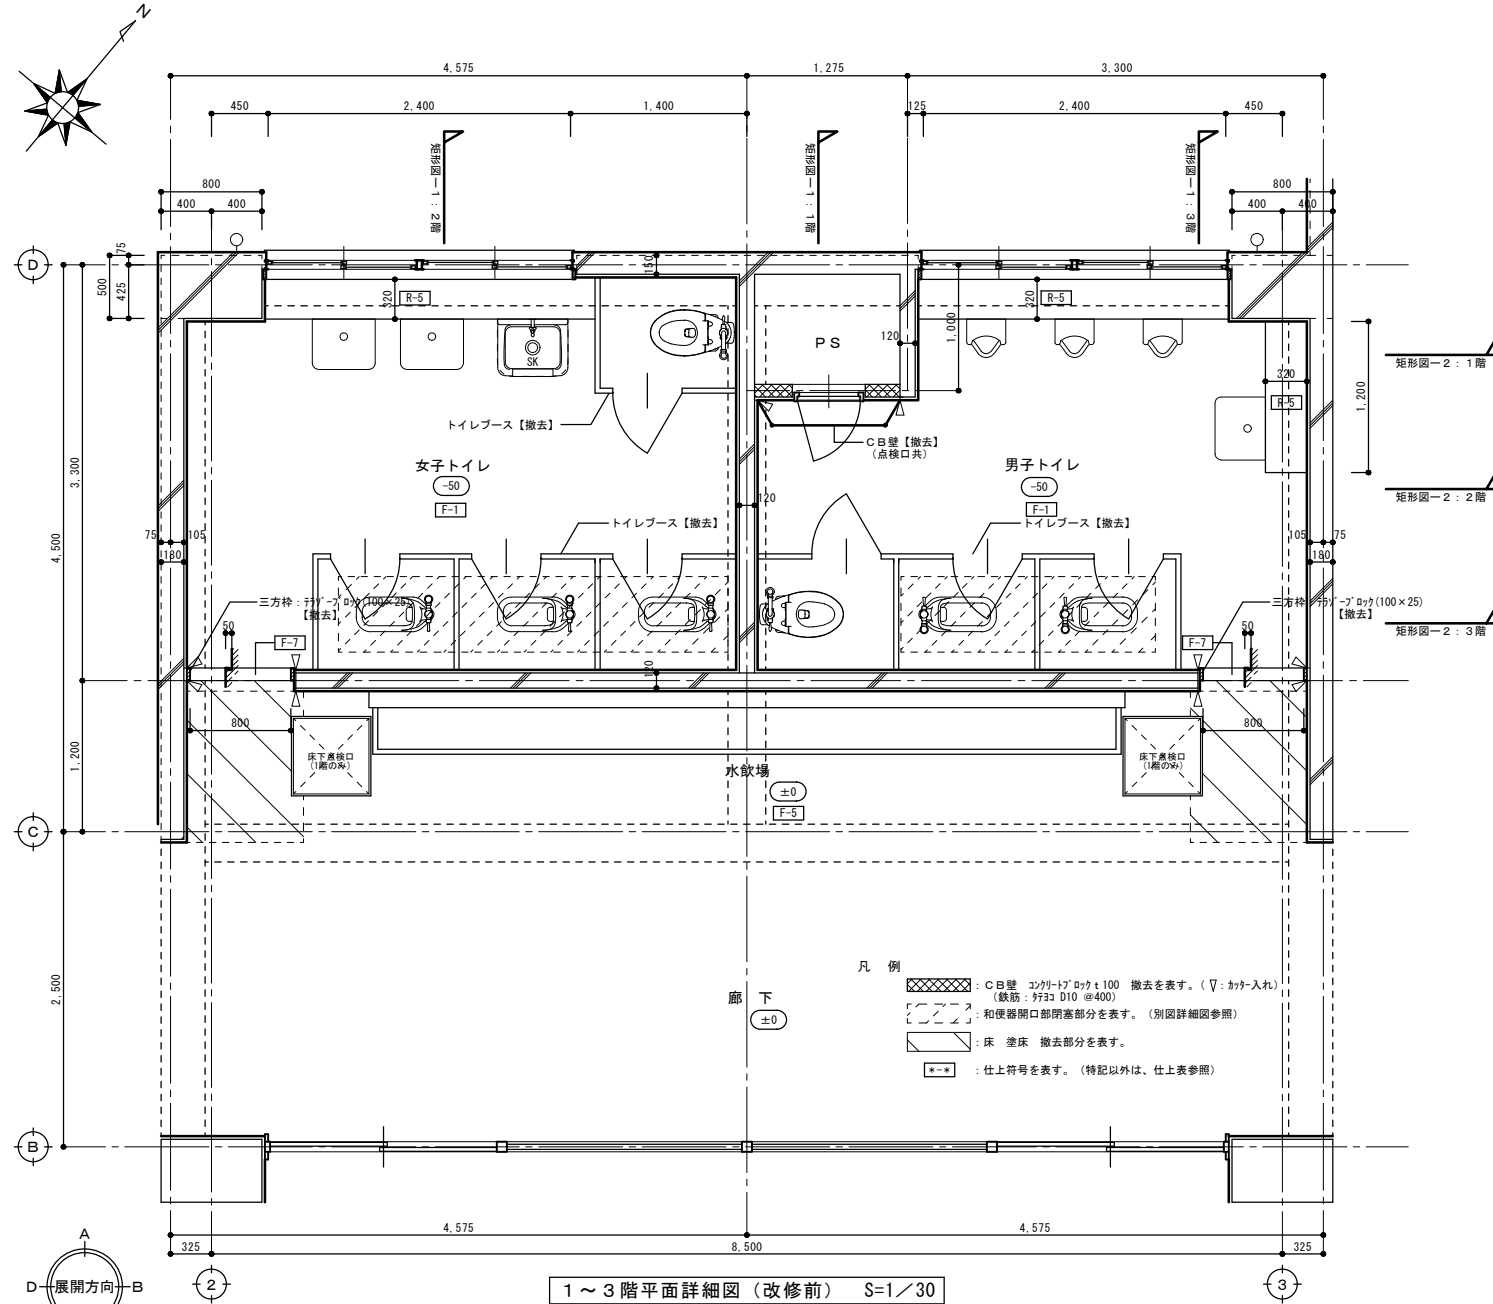 N
4,575
1,275
3,300
450
2,400
1,400
125
2,400
450
矩形図ー1：2階
矩形図ー1：1階
矩形図ー1：3階
800
400
400
800
400
400
D
75
500
425
150
320
R-5
320
R-5
1,000
120
PS
SK
320
R-5
1,200
矩形図ー2：1階
矩形図ー2：2階
矩形図ー2：3階
トイレブース【撤去】
CB壁【撤去】
(点検口共)
女子トイレ
-50
F-1
男子トイレ
-50
F-1
120
トイレブース【撤去】
トイレブース【撤去】
3,300
4,500
75
105
180
105
75
180
三方枠：ﾃﾗｿﾞｰﾌﾞﾛｯｸ(100×25)
【撤去】
三方枠：ﾃﾗｿﾞｰﾌﾞﾛｯｸ(100×25)
【撤去】
50
F-7
50
F-7
120
800
800
床下点検口
(1階のみ)
床下点検口
(1階のみ)
1,200
水飲場
±0
F-5
C
2,500
廊下
±0
凡例
：CB壁 ｺﾝｸﾘｰﾄﾌﾞﾛｯｸ t 100 撤去を表す。(▽：ｶｯﾀｰ入れ)
(鉄筋：ﾀﾃﾖｺ D10 @400)
：和便器開口部閉塞部分を表す。(別図詳細図参照)
：床 塗床 撤去部分を表す。
*-* ：仕上符号を表す。(特記以外は、仕上表参照)
B
4,575
4,575
325
8,500
325
A
D 展開方向 B
2
3
1～3階平面詳細図（改修前） S=1／30